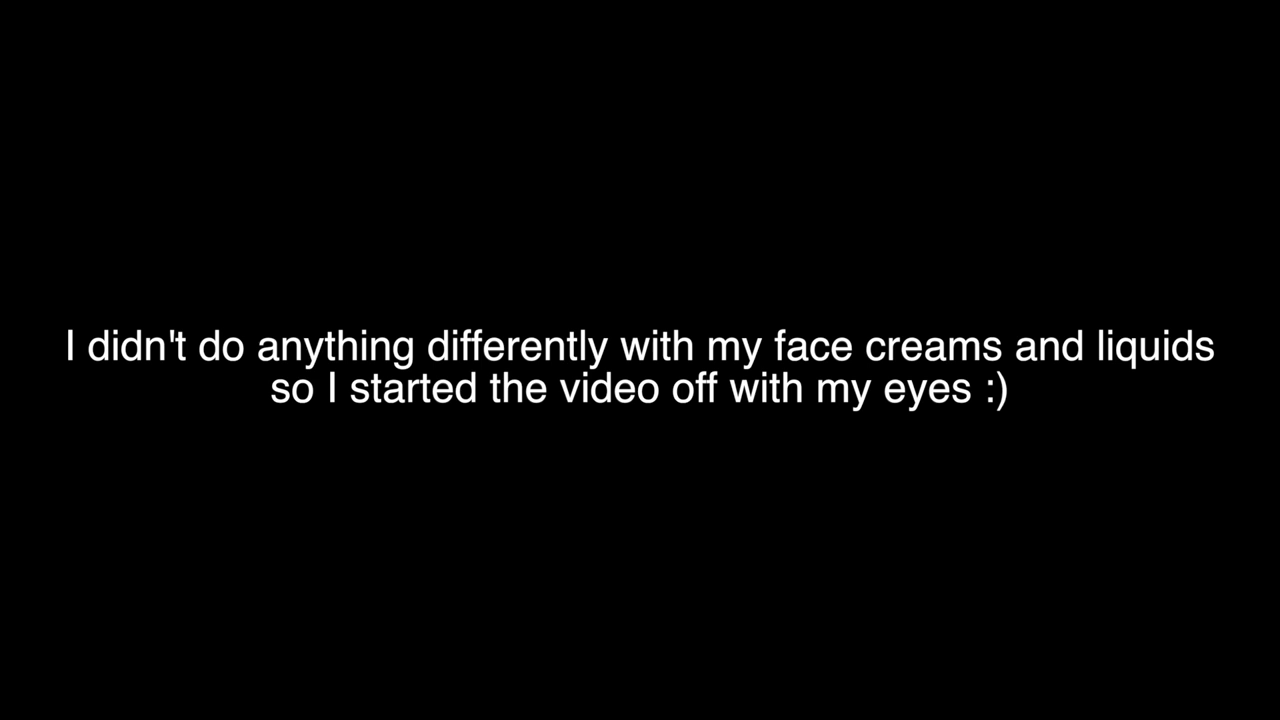 I didn't do anything differently with my face creams and liquids
so I started the video off with my eyes :)